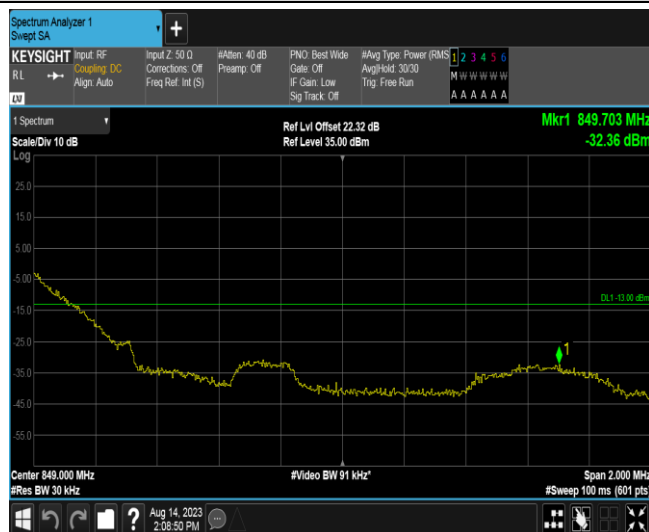 Spectrum Analyzer 1
Swept SA
+
KEYSIGHT
RL
LXI
Input: RF
Coupling: DC
Align: Auto
Input Z: 50 Ω
Corrections: Off
Freq Ref: Int (S)
#Atten: 40 dB
Preamp: Off
PNO: Best Wide
Gate: Off
IF Gain: Low
Sig Track: Off
#Avg Type: Power (RMS
Avg|Hold: 30/30
Trig: Free Run
1 2 3 4 5 6
M W W W W W
A A A A A A
1 Spectrum
Scale/Div 10 dB
Log
Ref Lvl Offset 22.32 dB
Ref Level 35.00 dBm
Mkr1 849.703 MHz
-32.36 dBm
25.0
15.0
5.00
-5.00
DL1 -13.00 dBm
-15.0
-25.0
1
-35.0
-45.0
-55.0
Center 849.000 MHz
#Res BW 30 kHz
#Video BW 91 kHz*
Span 2.000 MHz
#Sweep 100 ms (601 pts)
?
Aug 14, 2023
2:08:50 PM